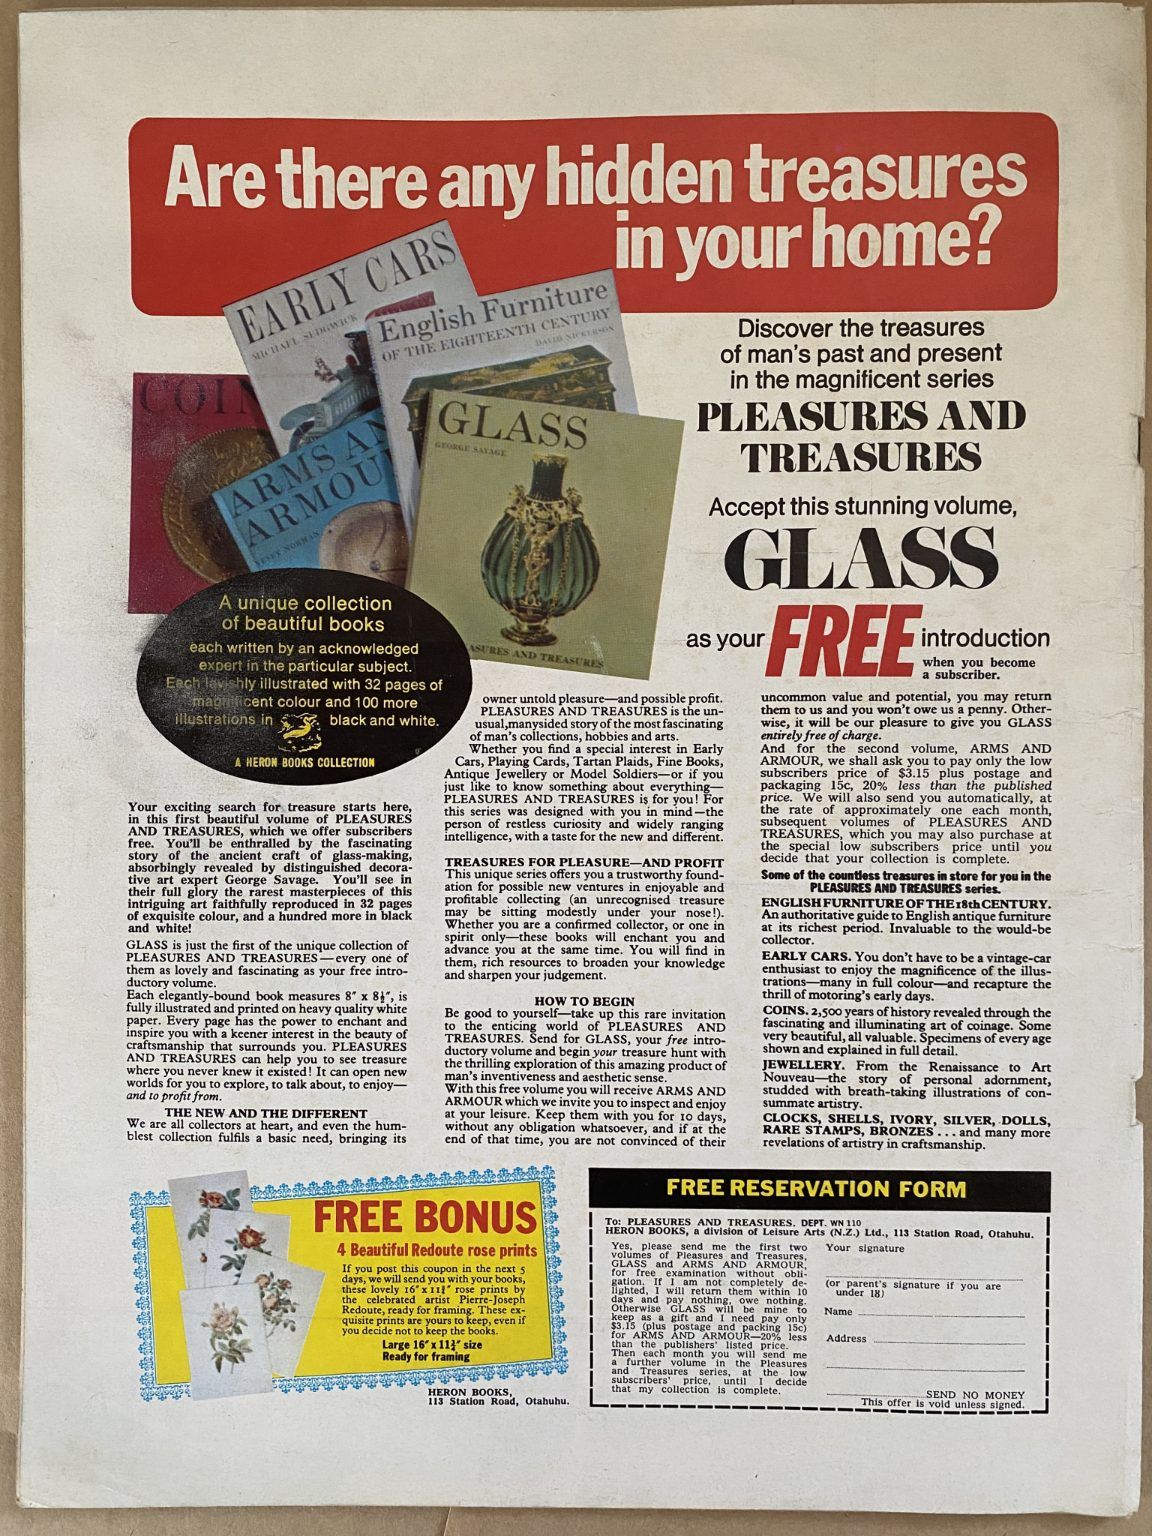 Are there any hidden treasures
in your home?
EARLY CARS
MICHAEL SEDGWICK
English Furniture
OF THE EIGHTEENTH CENTURY
DAVID NICKERSON
COIN
ARMS AN
ARMOU
VESEY NORMAN
GLASS
GEORGE SAVAGE
ASURES AND TREASURES
Discover the treasures
of man's past and present
in the magnificent series
PLEASURES AND
TREASURES
Accept this stunning volume,
GLASS
as your FREE introduction
when you become
a subscriber.
A unique collection
of beautiful books
each written by an acknowledged
expert in the particular subject.
Each lavishly illustrated with 32 pages of
magnificent colour and 100 more
illustrations in black and white.
A HERON BOOKS COLLECTION
Your exciting search for treasure starts here,
in this first beautiful volume of PLEASURES
AND TREASURES, which we offer subscribers
free. You'll be enthralled by the fascinating
story of the ancient craft of glass-making,
absorbingly revealed by distinguished decora-
tive art expert George Savage. You'll see in
their full glory the rarest masterpieces of this
intriguing art faithfully reproduced in 32 pages
of exquisite colour, and a hundred more in black
and white!
GLASS is just the first of the unique collection of
PLEASURES AND TREASURES—every one of
them as lovely and fascinating as your free intro-
ductory volume.
Each elegantly-bound book measures 8" x 8½", is
fully illustrated and printed on heavy quality white
paper. Every page has the power to enchant and
inspire you with a keener interest in the beauty of
craftsmanship that surrounds you. PLEASURES
AND TREASURES can help you to see treasure
where you never knew it existed! It can open new
worlds for you to explore, to talk about, to enjoy—
and to profit from.
THE NEW AND THE DIFFERENT
We are all collectors at heart, and even the hum-
blest collection fulfils a basic need, bringing its
owner untold pleasure—and possible profit.
PLEASURES AND TREASURES is the un-
usual,manysided story of the most fascinating
of man's collections, hobbies and arts.
Whether you find a special interest in Early
Cars, Playing Cards, Tartan Plaids, Fine Books,
Antique Jewellery or Model Soldiers—or if you
just like to know something about everything—
PLEASURES AND TREASURES is for you! For
this series was designed with you in mind—the
person of restless curiosity and widely ranging
intelligence, with a taste for the new and different.
TREASURES FOR PLEASURE—AND PROFIT
This unique series offers you a trustworthy found-
ation for possible new ventures in enjoyable and
profitable collecting (an unrecognised treasure
may be sitting modestly under your nose!).
Whether you are a confirmed collector, or one in
spirit only—these books will enchant you and
advance you at the same time. You will find in
them, rich resources to broaden your knowledge
and sharpen your judgement.
HOW TO BEGIN
Be good to yourself—take up this rare invitation
to the enticing world of PLEASURES AND
TREASURES. Send for GLASS, your free intro-
ductory volume and begin your treasure hunt with
the thrilling exploration of this amazing product of
man's inventiveness and aesthetic sense.
With this free volume you will receive ARMS AND
ARMOUR which we invite you to inspect and enjoy
at your leisure. Keep them with you for 10 days,
without any obligation whatsoever, and if at the
end of that time, you are not convinced of their
uncommon value and potential, you may return
them to us and you won't owe us a penny. Other-
wise, it will be our pleasure to give you GLASS
entirely free of charge.
And for the second volume, ARMS AND
ARMOUR, we shall ask you to pay only the low
subscribers price of $3.15 plus postage and
packaging 15c, 20% less than the published
price. We will also send you automatically, at
the rate of approximately one each month,
subsequent volumes of PLEASURES AND
TREASURES, which you may also purchase at
the special low subscribers price until you
decide that your collection is complete.
Some of the countless treasures in store for you in the
PLEASURES AND TREASURES series.
ENGLISH FURNITURE OF THE 18th CENTURY.
An authoritative guide to English antique furniture
at its richest period. Invaluable to the would-be
collector.
EARLY CARS. You don't have to be a vintage-car
enthusiast to enjoy the magnificence of the illus-
trations—many in full colour—and recapture the
thrill of motoring's early days.
COINS. 2,500 years of history revealed through the
fascinating and illuminating art of coinage. Some
very beautiful, all valuable. Specimens of every age
shown and explained in full detail.
JEWELLERY. From the Renaissance to Art
Nouveau—the story of personal adornment,
studded with breath-taking illustrations of con-
summate artistry.
CLOCKS, SHELLS, IVORY, SILVER, DOLLS,
RARE STAMPS, BRONZES . . . and many more
revelations of artistry in craftsmanship.
FREE BONUS
4 Beautiful Redoute rose prints
If you post this coupon in the next 5
days, we will send you with your books,
these lovely 16" x 11¾" rose prints by
the celebrated artist Pierre-Joseph
Redoute, ready for framing. These ex-
quisite prints are yours to keep, even if
you decide not to keep the books.
Large 16" x 11¾" size
Ready for framing
HERON BOOKS,
113 Station Road, Otahuhu.
FREE RESERVATION FORM
To: PLEASURES AND TREASURES. DEPT. WN 110
HERON BOOKS, a division of Leisure Arts (N.Z.) Ltd., 113 Station Road, Otahuhu.
Yes, please send me the first two
volumes of Pleasures and Treasures,
GLASS and ARMS AND ARMOUR,
for free examination without obli-
gation. If I am not completely de-
lighted, I will return them within 10
days and pay nothing, owe nothing.
Otherwise GLASS will be mine to
keep as a gift and I need pay only
$3.15 (plus postage and packing 15c)
for ARMS AND ARMOUR—20% less
than the publishers' listed price.
Then each month you will send me
a further volume in the Pleasures
and Treasures series, at the low
subscribers' price, until I decide
that my collection is complete.
Your signature
(or parent's signature if you are
under 18)
Name
Address
SEND NO MONEY
This offer is void unless signed.